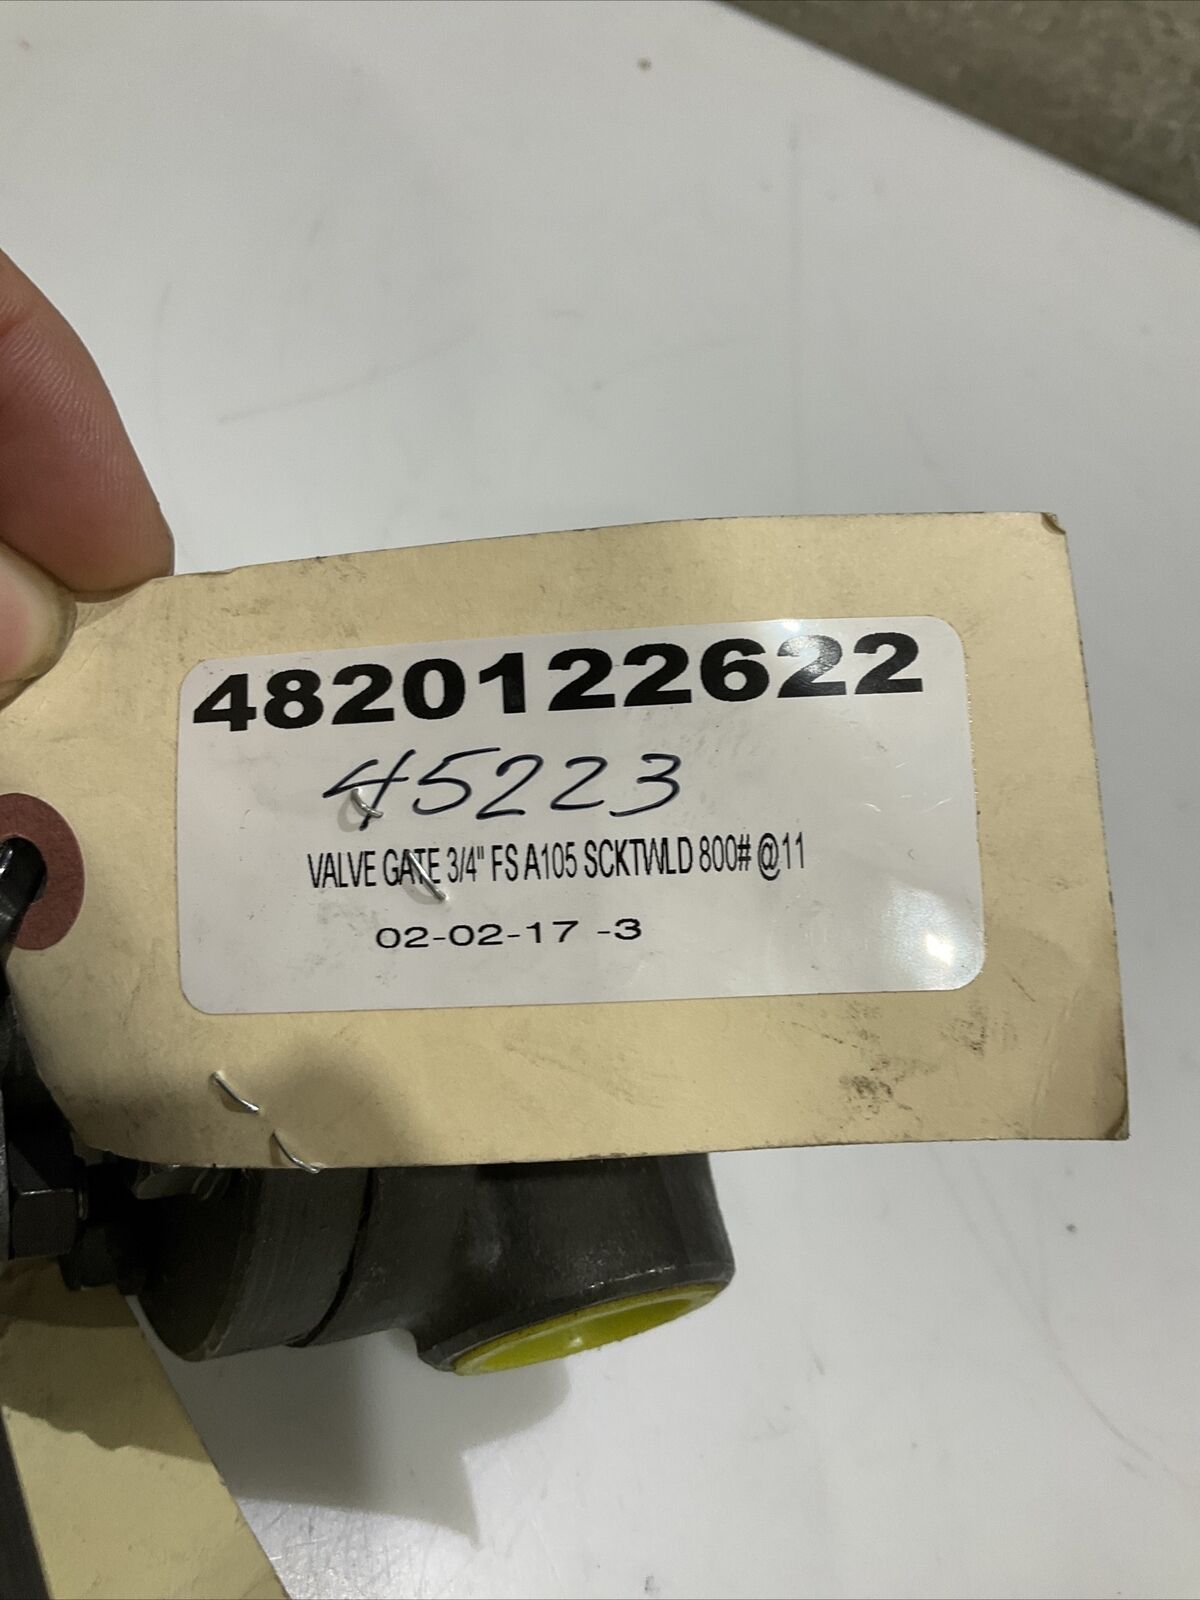 4820122622
45223
VALVE GATE 3/4" FS A105 SCKTWLD 800# @11
02-02-17 -3